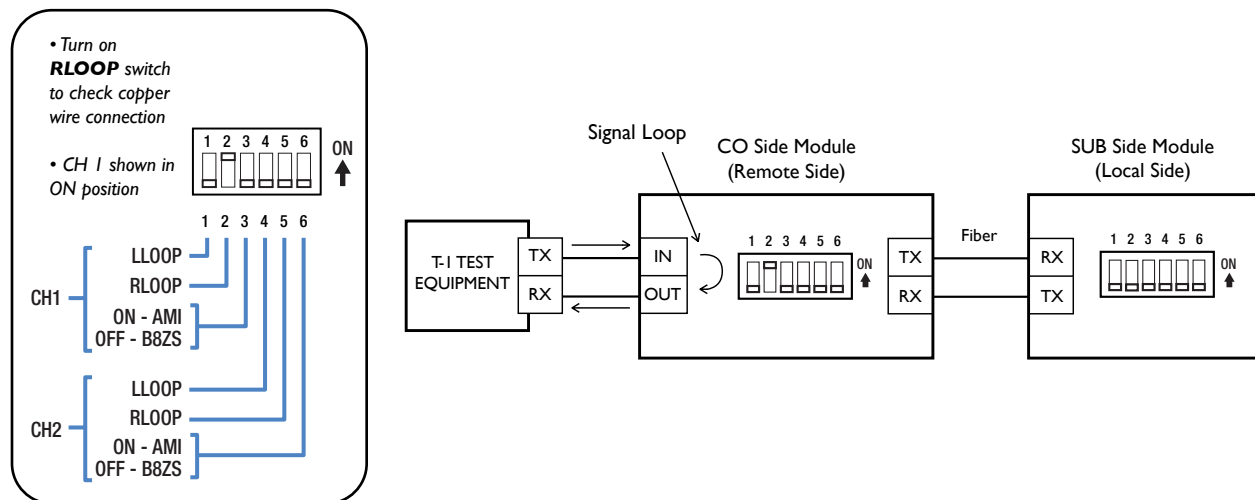 • Turn on
RLOOP switch
to check copper
wire connection
• CH 1 shown in
ON position
1 2 3 4 5 6
ON
1 2 3 4 5 6
CH1
LLOOP
RLOOP
ON - AMI
OFF - B8ZS
CH2
LLOOP
RLOOP
ON - AMI
OFF - B8ZS
Signal Loop
CO Side Module
(Remote Side)
SUB Side Module
(Local Side)
T-1 TEST
EQUIPMENT
TX
RX
IN
OUT
1 2 3 4 5 6
ON
TX
RX
Fiber
RX
TX
1 2 3 4 5 6
ON